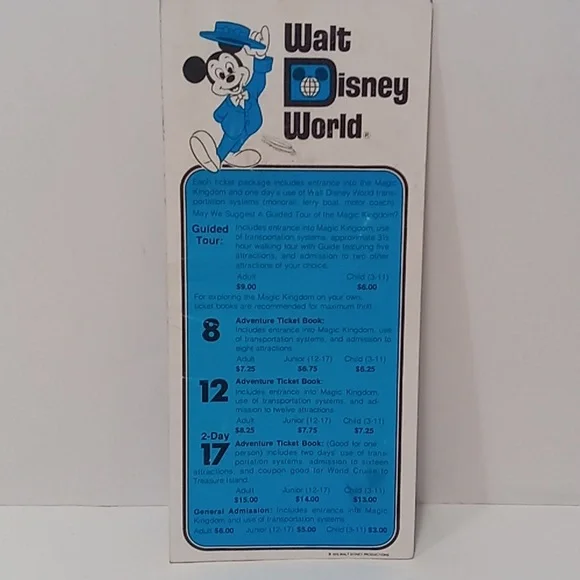 Walt
Disney
World®
Each ticket package includes entrance into the Magic
Kingdom and one day's use of Walt Disney World trans-
portation systems (monorail, ferry boat, motor coach).
May We Suggest A Guided Tour of the Magic Kingdom?
Guided
Tour:
Includes entrance into Magic Kingdom, use
of transportation systems, approximate 3½
hour walking tour with Guide featuring five
attractions, and admission to two other
attractions of your choice.
Adult Child (3-11)
$9.00 $6.00
For exploring the Magic Kingdom on your own,
ticket books are recommended for maximum
8
Adventure Ticket Book:
Includes entrance into Magic Kingdom, use
of transportation systems, and admission to
eight attractions.
Adult Junior (12-17) Child (3-11)
$7.25 $6.75 $6.25
12
Adventure Ticket Book:
Includes entrance into Magic Kingdom,
use of transportation systems, and ad-
mission to twelve attractions.
Adult Junior (12-17) Child (3-11)
$8.25 $7.75 $7.25
2-Day
17
Adventure Ticket Book: (Good for one
person) Includes two days' use of trans-
portation systems, admission to sixteen
attractions, and coupon good for World Cruise to
Treasure Island.
Adult Junior (12-17) Child (3-11)
$15.00 $14.00 $13.00
General Admission: Includes entrance into Magic
Kingdom and use of transportation systems.
Adult $6.00 Junior (12-17) $5.00 Child (3-11) $3.00
WALT DISNEY PRODUCTIONS